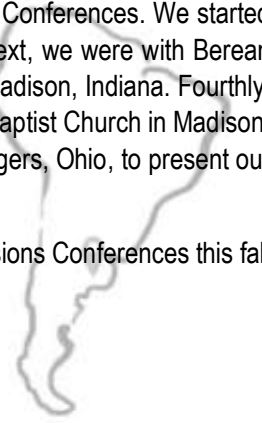 Conferences. We started
ext, we were with Berean
adison, Indiana. Fourthly
aptist Church in Madison
gers, Ohio, to present ou
sions Conferences this fal